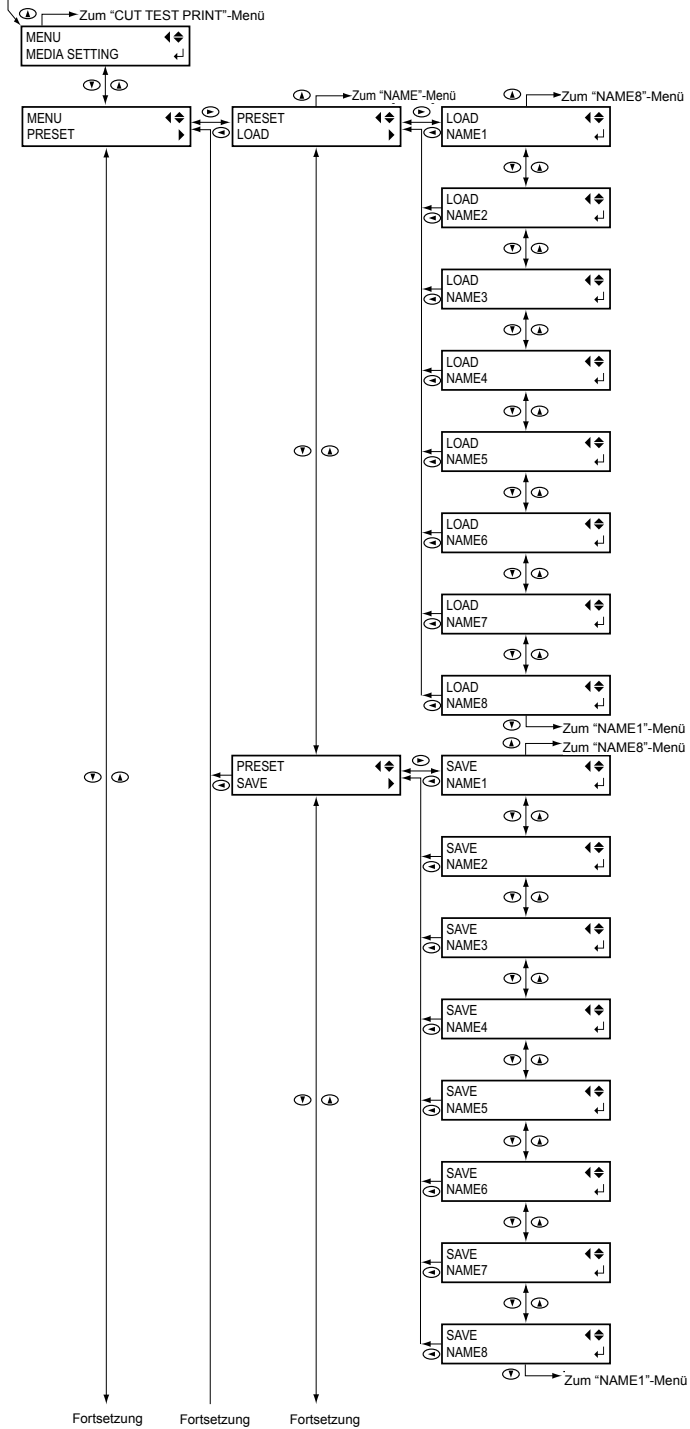 Zum “CUT TEST PRINT”-Menü
MENU
MEDIA SETTING
MENU
PRESET
Zum “NAME”-Menü
PRESET
LOAD
Zum “NAME8”-Menü
LOAD
NAME1
LOAD
NAME2
LOAD
NAME3
LOAD
NAME4
LOAD
NAME5
LOAD
NAME6
LOAD
NAME7
LOAD
NAME8
Zum “NAME1”-Menü
Zum “NAME8”-Menü
PRESET
SAVE
SAVE
NAME1
SAVE
NAME2
SAVE
NAME3
SAVE
NAME4
SAVE
NAME5
SAVE
NAME6
SAVE
NAME7
SAVE
NAME8
Zum “NAME1”-Menü
Fortsetzung
Fortsetzung
Fortsetzung